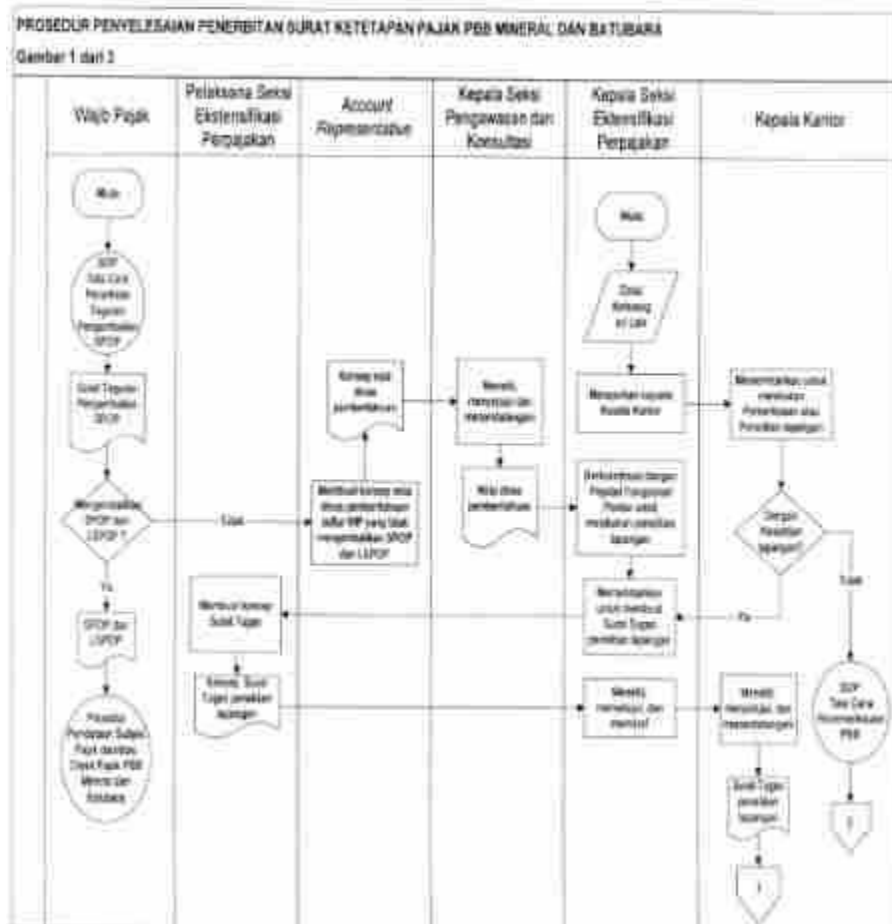 PROSEDUR PENYELESAIAN PENERBITAN SURAT KETETAPAN PAJAK PBB MINERAL DAN BATUBARA
Gambar 1 dari 3
Wajib Pajak
Pelaksana Seksi
Ekstensifikasi
Perpajakan
Account
Representative
Kepala Seksi
Pengawasan dan
Konsultasi
Kepala Seksi
Ektensifikasi
Perpajakan
Kepala Kantor
Mulai
SOP
Tata Cara
Penerbitan
Teguran
Pengembalian
SPOP
Surat Teguran
Pengembalian
SPOP
Mengembalikan
SPOP dan
LSPOP ?
Tidak
Ya
SPOP dan
LSPOP
Prosedur
Pendataan Subjek
Pajak dan/atau
Objek Pajak PBB
Mineral dan
Batubara
Membuat konsep
Surat Tugas
Konsep Surat
Tugas penelitian
lapangan
Konsep nota
dinas
pemberitahuan
Membuat konsep nota
dinas pemberitahuan
daftar WP yang tidak
mengembalikan SPOP
dan LSPOP
Meneliti,
menyetujui dan
menandatangani
Nota dinas
pemberitahuan
Mulai
Data
Melaporkan kepada
Kepala Kantor
Berkoordinasi dengan
Pejabat Fungsional
Penilai untuk
melakukan penelitian
lapangan
Menugaskan
untuk membuat
Surat Tugas
penelitian lapangan
Meneliti,
menyetujui, dan
memaraf
Memerintahkan untuk
melakukan
Pemeriksaan atau
Penelitian lapangan
Dengan
Penelitian
lapangan?
Tidak
Ya
SOP
Tata Cara
Pemeriksaan
PBB
Meneliti,
menyetujui, dan
menandatangani
Surat Tugas
penelitian
lapangan
1